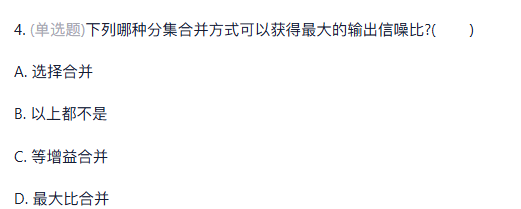 4. (单选题)下列哪种分集合并方式可以获得最大的输出信噪比?(    )
A. 选择合并
B. 以上都不是
C. 等增益合并
D. 最大比合并